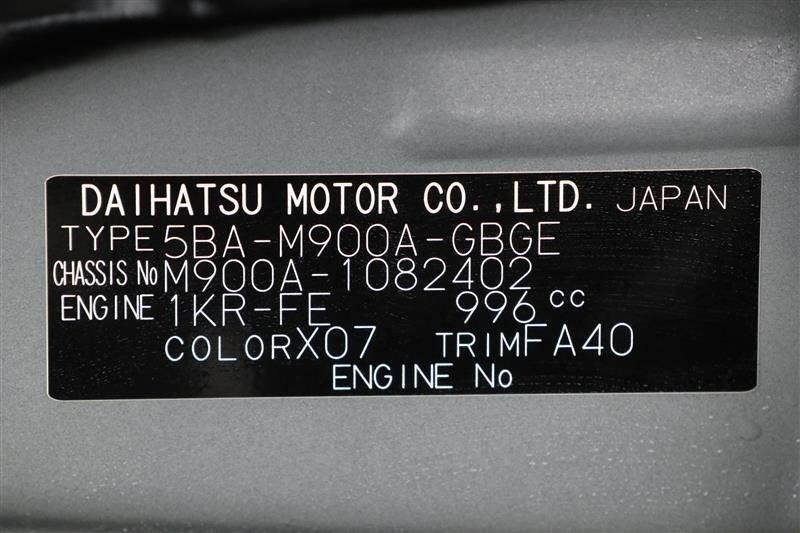 DAIHATSU MOTOR CO.,LTD. JAPAN
TYPE 5BA-M900A-GBGE
CHASSIS No M900A-1082402
ENGINE 1KR-FE 996 cc
COLOR X07 TRIM FA40
ENGINE No